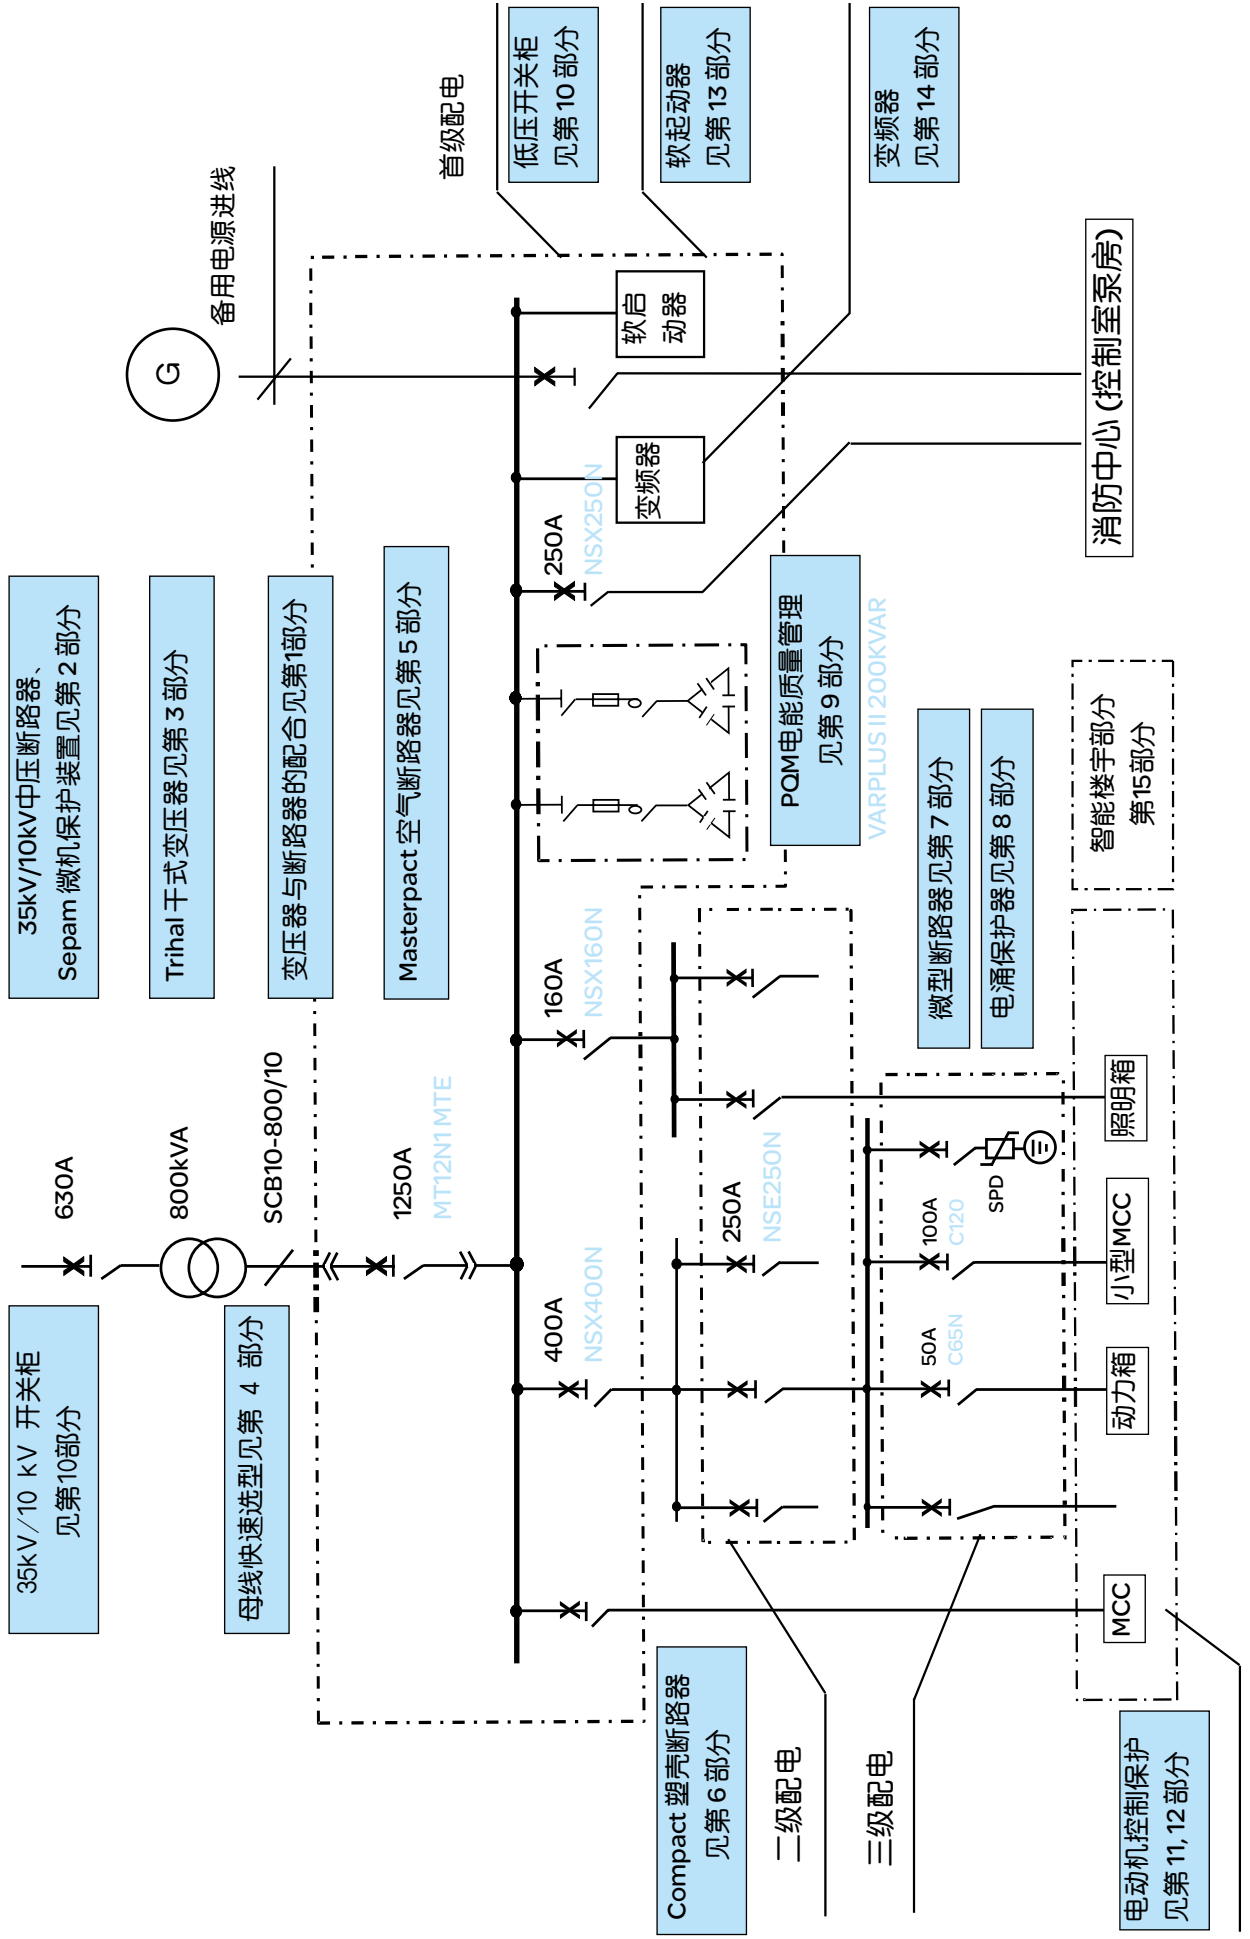 35kV/10 kV 开关柜
见第10部分
630A
35kV/10kV中压断路器、
Sepam 微机保护装置见第 2 部分
G
备用电源进线
800kVA
Trihal 干式变压器见第 3 部分
母线快速选型见第 4 部分
SCB10-800/10
变压器与断路器的配合见第1部分
1250A
MT12N1 MTE
Masterpact 空气断路器见第 5 部分
首级配电
低压开关柜
见第 10 部分
400A
NSX400N
160A
NSX160N
250A
NSX250N
变频器
软启
动器
软起动器
见第 13 部分
Compact 塑壳断路器
见第 6 部分
250A
NSE250N
PQM电能质量管理
见第 9 部分
VARPLUS II 200KVAR
变频器
见第 14 部分
二级配电
三级配电
50A
C65N
100A
C120
SPD
微型断路器见第 7 部分
电涌保护器见第 8 部分
MCC
动力箱
小型MCC
照明箱
智能楼宇部分
第15部分
消防中心 (控制室泵房)
电动机控制保护
见第 11, 12 部分